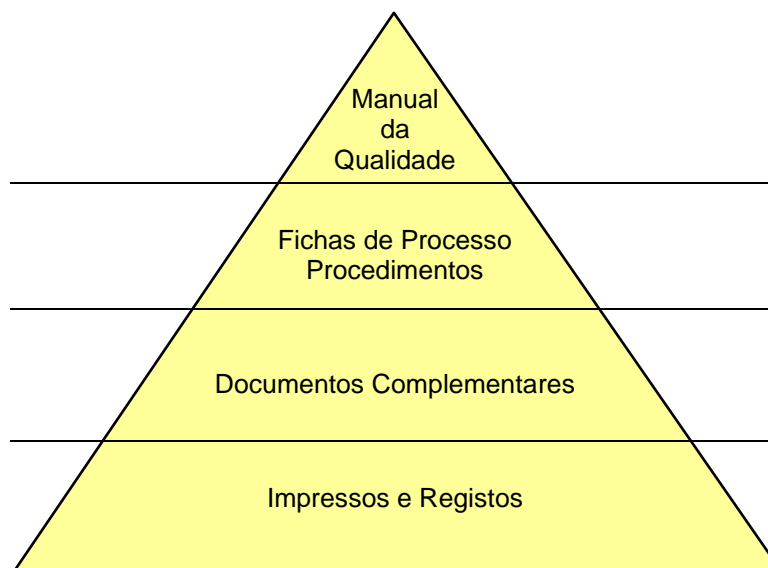 Manual
da
Qualidade
Fichas de Processo
Procedimentos
Documentos Complementares
Impressos e Registos